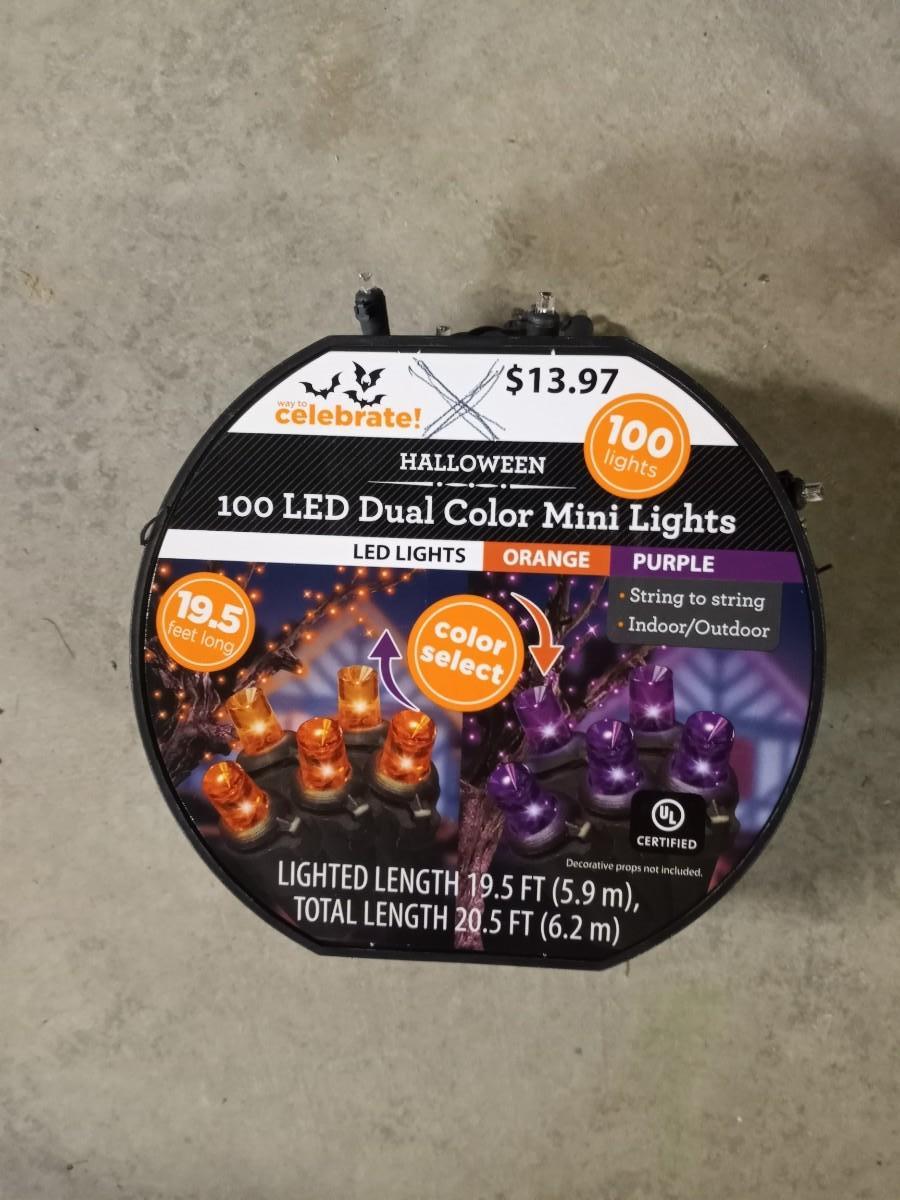 way to
celebrate!
$13.97
100
lights
HALLOWEEN
100 LED Dual Color Mini Lights
LED LIGHTS ORANGE PURPLE
19.5
feet long
color
select
• String to string
• Indoor/Outdoor
UL
CERTIFIED
Decorative props not included.
LIGHTED LENGTH 19.5 FT (5.9 m),
TOTAL LENGTH 20.5 FT (6.2 m)